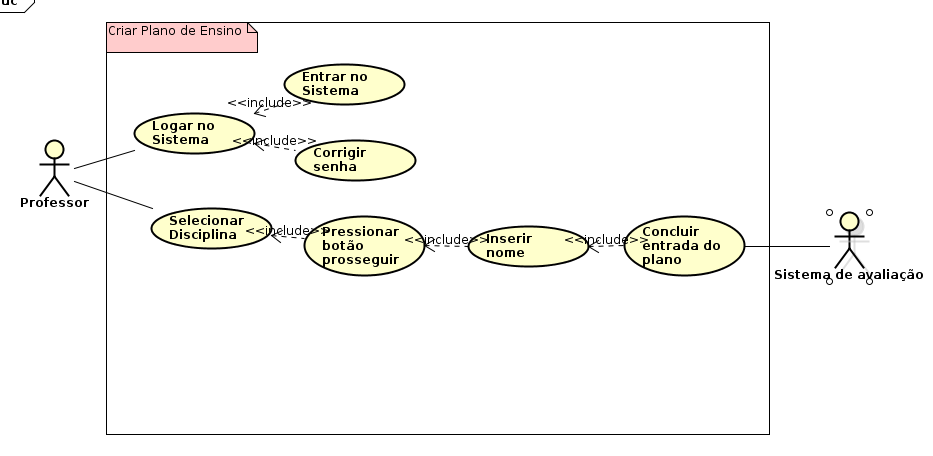 uc
Criar Plano de Ensino
Entrar no
Sistema
<<include>>
Logar no
Sistema
<<include>>
Corrigir
senha
Professor
Selecionar
Disciplina
<<include>>
Pressionar
botão
prosseguir
<<include>>
Inserir
nome
<<include>>
Concluir
entrada do
plano
Sistema de avaliação